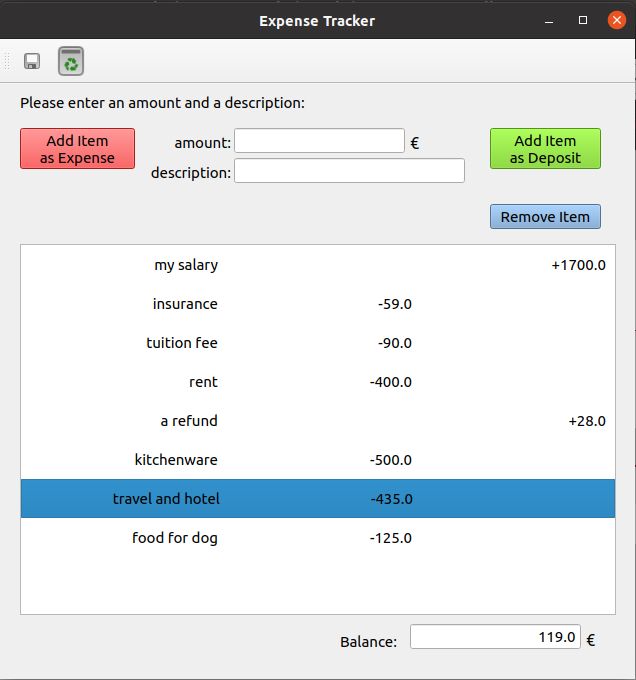 Expense Tracker
Please enter an amount and a description:
Add Item
as Expense
amount: €
Add Item
as Deposit
description:
Remove Item
my salary +1700.0
insurance -59.0
tuition fee -90.0
rent -400.0
a refund +28.0
kitchenware -500.0
travel and hotel -435.0
food for dog -125.0
Balance: 119.0 €